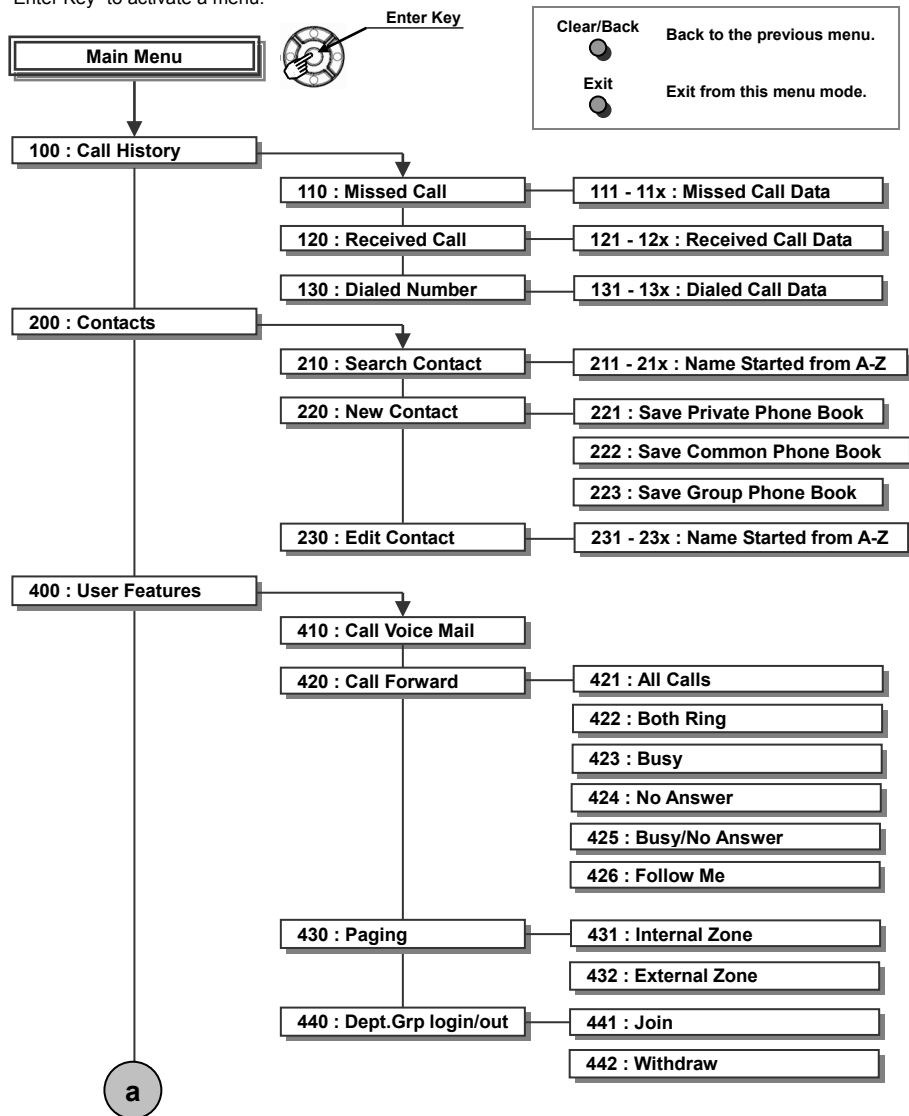 Enter Key" to activate a menu.
Enter Key
Clear/Back
Back to the previous menu.
Exit
Exit from this menu mode.
Main Menu
100 : Call History
110 : Missed Call
111 - 11x : Missed Call Data
120 : Received Call
121 - 12x : Received Call Data
130 : Dialed Number
131 - 13x : Dialed Call Data
200 : Contacts
210 : Search Contact
211 - 21x : Name Started from A-Z
220 : New Contact
221 : Save Private Phone Book
222 : Save Common Phone Book
223 : Save Group Phone Book
230 : Edit Contact
231 - 23x : Name Started from A-Z
400 : User Features
410 : Call Voice Mail
420 : Call Forward
421 : All Calls
422 : Both Ring
423 : Busy
424 : No Answer
425 : Busy/No Answer
426 : Follow Me
430 : Paging
431 : Internal Zone
432 : External Zone
440 : Dept.Grp login/out
441 : Join
442 : Withdraw
a